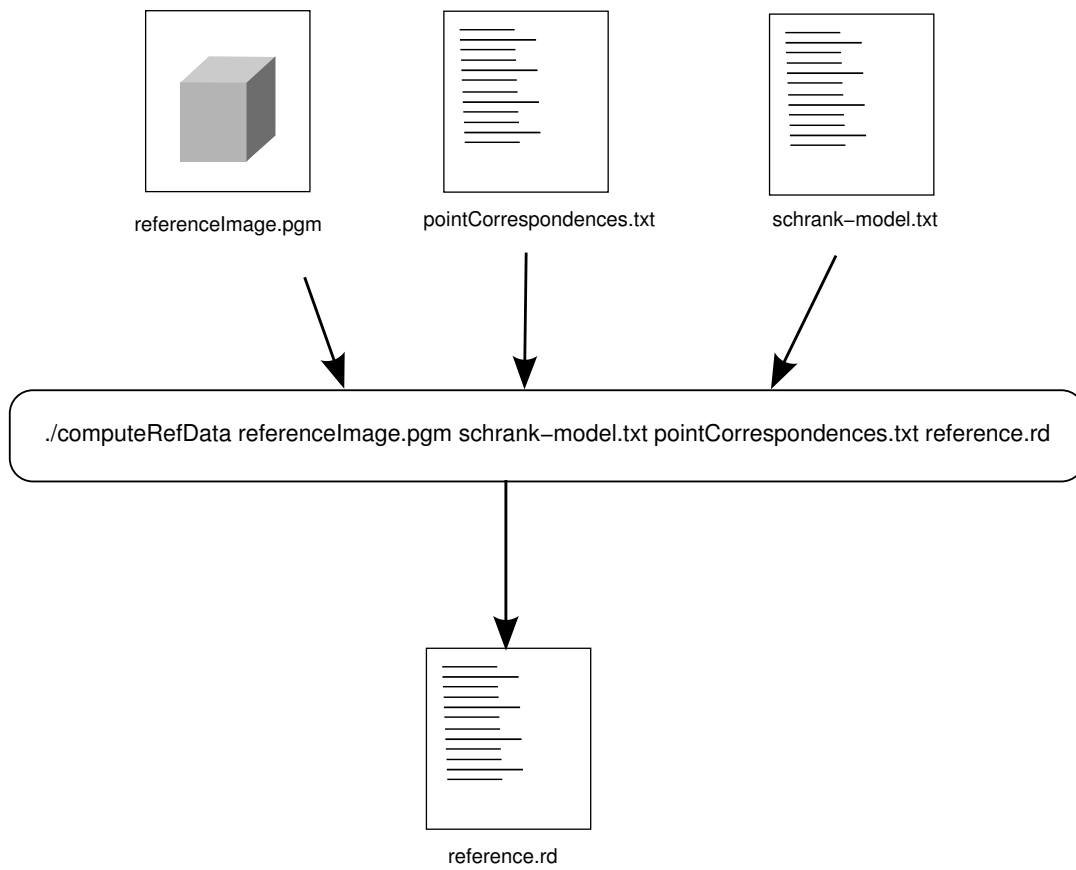 referenceImage.pgm
pointCorrespondences.txt
schrank−model.txt
./computeRefData referenceImage.pgm schrank−model.txt pointCorrespondences.txt reference.rd
reference.rd